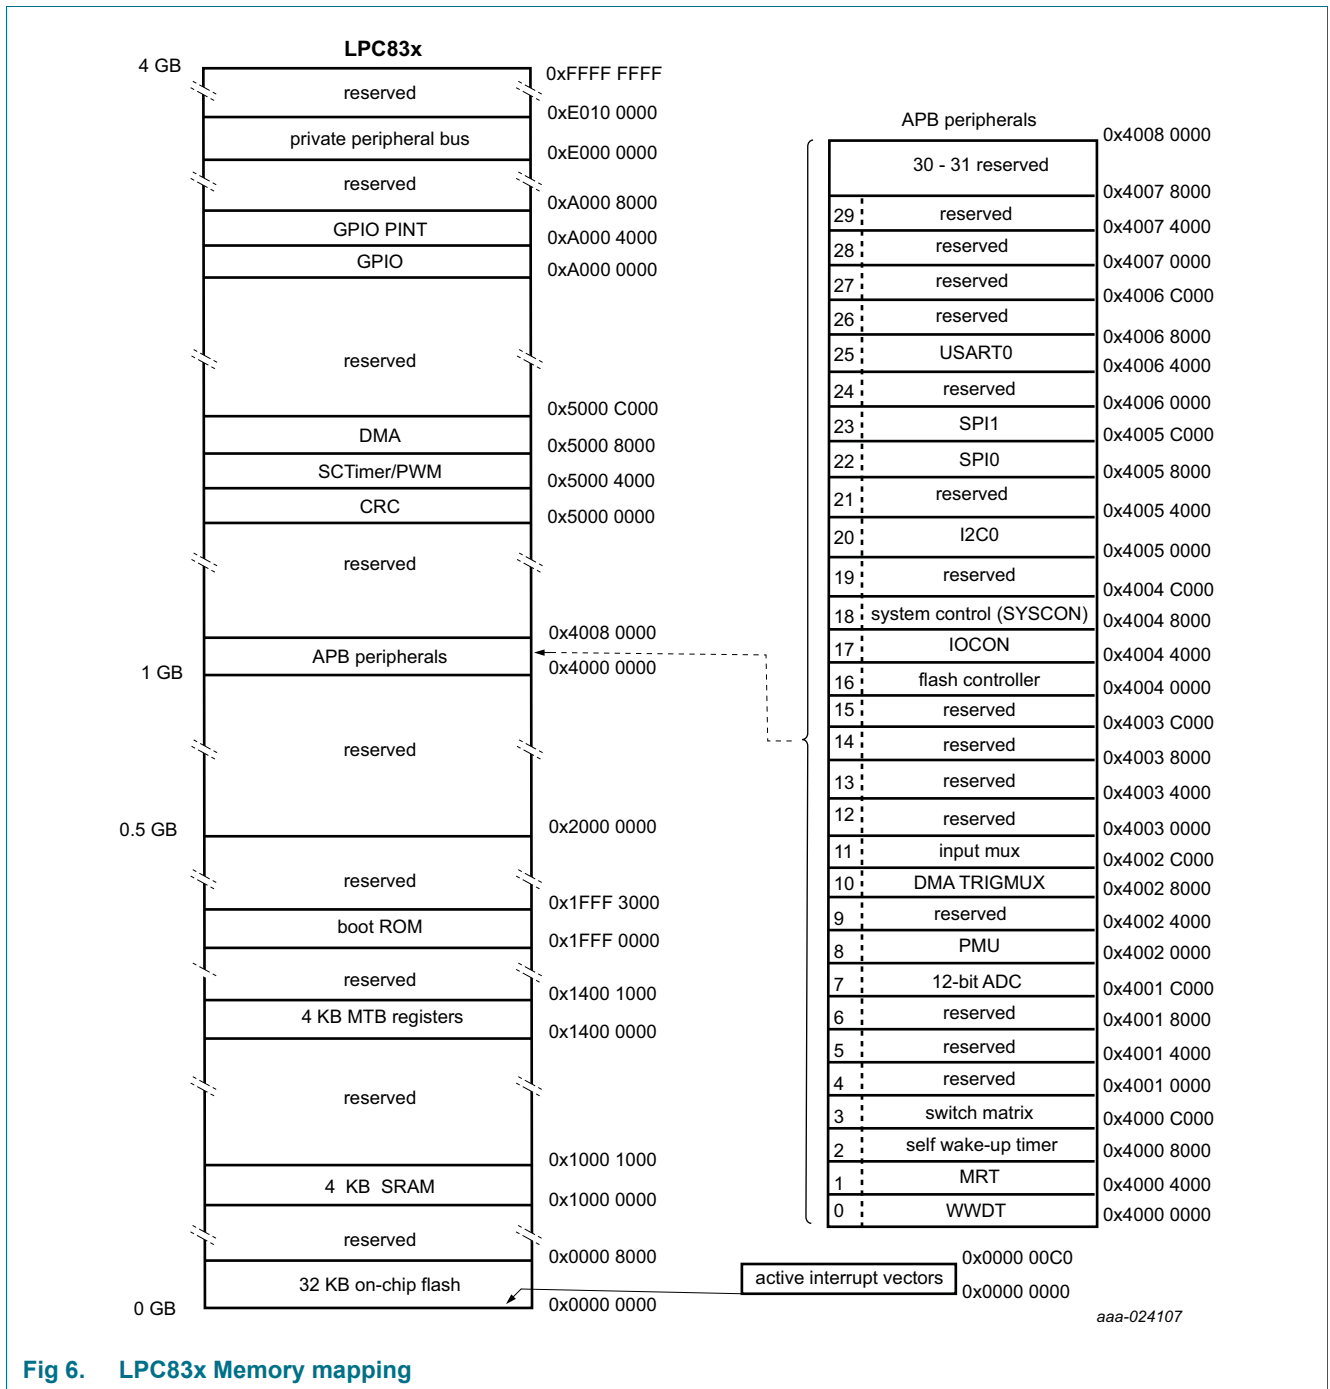 LPC83x
4 GB
0xFFFF FFFF
reserved
0xE010 0000
private peripheral bus
0xE000 0000
reserved
0xA000 8000
GPIO PINT
0xA000 4000
GPIO
0xA000 0000
reserved
0x5000 C000
DMA
0x5000 8000
SCTimer/PWM
0x5000 4000
CRC
0x5000 0000
reserved
0x4008 0000
APB peripherals
1 GB
0x4000 0000
reserved
0.5 GB
0x2000 0000
reserved
0x1FFF 3000
boot ROM
0x1FFF 0000
reserved
0x1400 1000
4 KB MTB registers
0x1400 0000
reserved
0x1000 1000
4 KB SRAM
0x1000 0000
reserved
0x0000 8000
32 KB on-chip flash
0 GB
0x0000 0000
APB peripherals
0x4008 0000
30 - 31 reserved
0x4007 8000
29 reserved
0x4007 4000
28 reserved
0x4007 0000
27 reserved
0x4006 C000
26 reserved
0x4006 8000
25 USART0
0x4006 4000
24 reserved
0x4006 0000
23 SPI1
0x4005 C000
22 SPI0
0x4005 8000
21 reserved
0x4005 4000
20 I2C0
0x4005 0000
19 reserved
0x4004 C000
18 system control (SYSCON)
0x4004 8000
17 IOCON
0x4004 4000
16 flash controller
0x4004 0000
15 reserved
0x4003 C000
14 reserved
0x4003 8000
13 reserved
0x4003 4000
12 reserved
0x4003 0000
11 input mux
0x4002 C000
10 DMA TRIGMUX
0x4002 8000
9 reserved
0x4002 4000
8 PMU
0x4002 0000
7 12-bit ADC
0x4001 C000
6 reserved
0x4001 8000
5 reserved
0x4001 4000
4 reserved
0x4001 0000
3 switch matrix
0x4000 C000
2 self wake-up timer
0x4000 8000
1 MRT
0x4000 4000
0 WWDT
0x4000 0000
0x0000 00C0
active interrupt vectors
0x0000 0000
aaa-024107
Fig 6. LPC83x Memory mapping